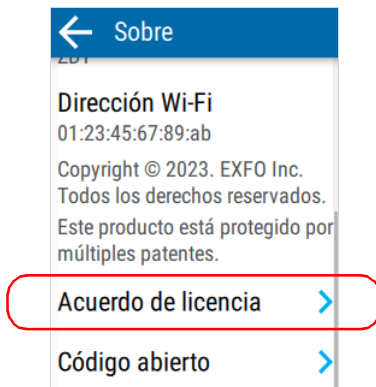 Sobre
Dirección Wi-Fi
01:23:45:67:89:ab
Copyright © 2023. EXFO Inc.
Todos los derechos reservados.
Este producto está protegido por
múltiples patentes.
Acuerdo de licencia
Código abierto